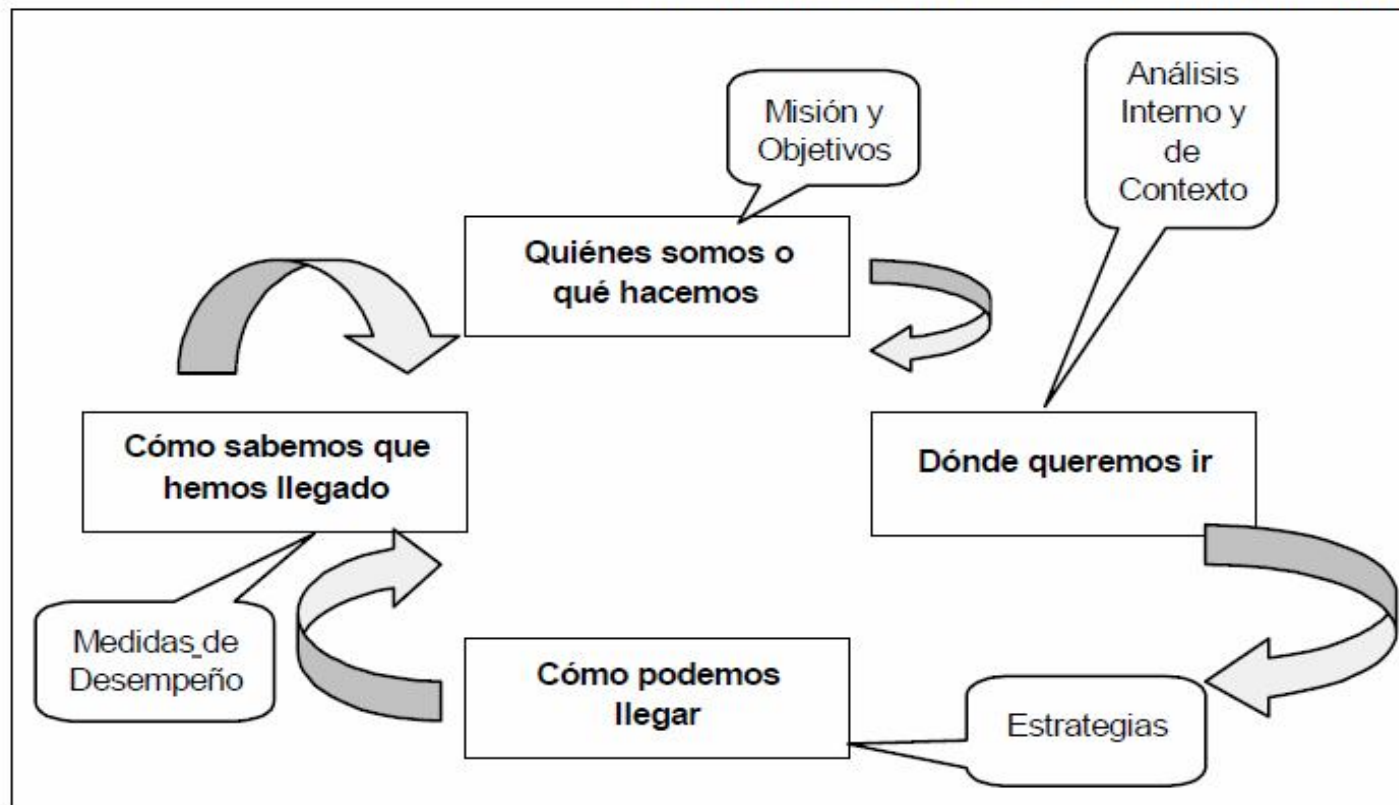 Misión y
Objetivos
Análisis
Interno y
de
Contexto
Quiénes somos o
qué hacemos
Dónde queremos ir
Cómo sabemos que
hemos llegado
Medidas de
Desempeño
Cómo podemos
llegar
Estrategias